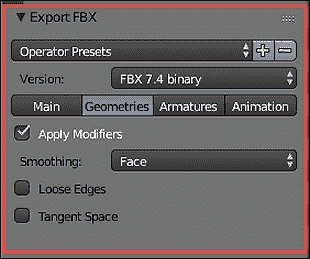 Export FBX
Operator Presets
Version: FBX 7.4 binary
Main Geometries Armatures Animation
Apply Modifiers
Smoothing: Face
Loose Edges
Tangent Space